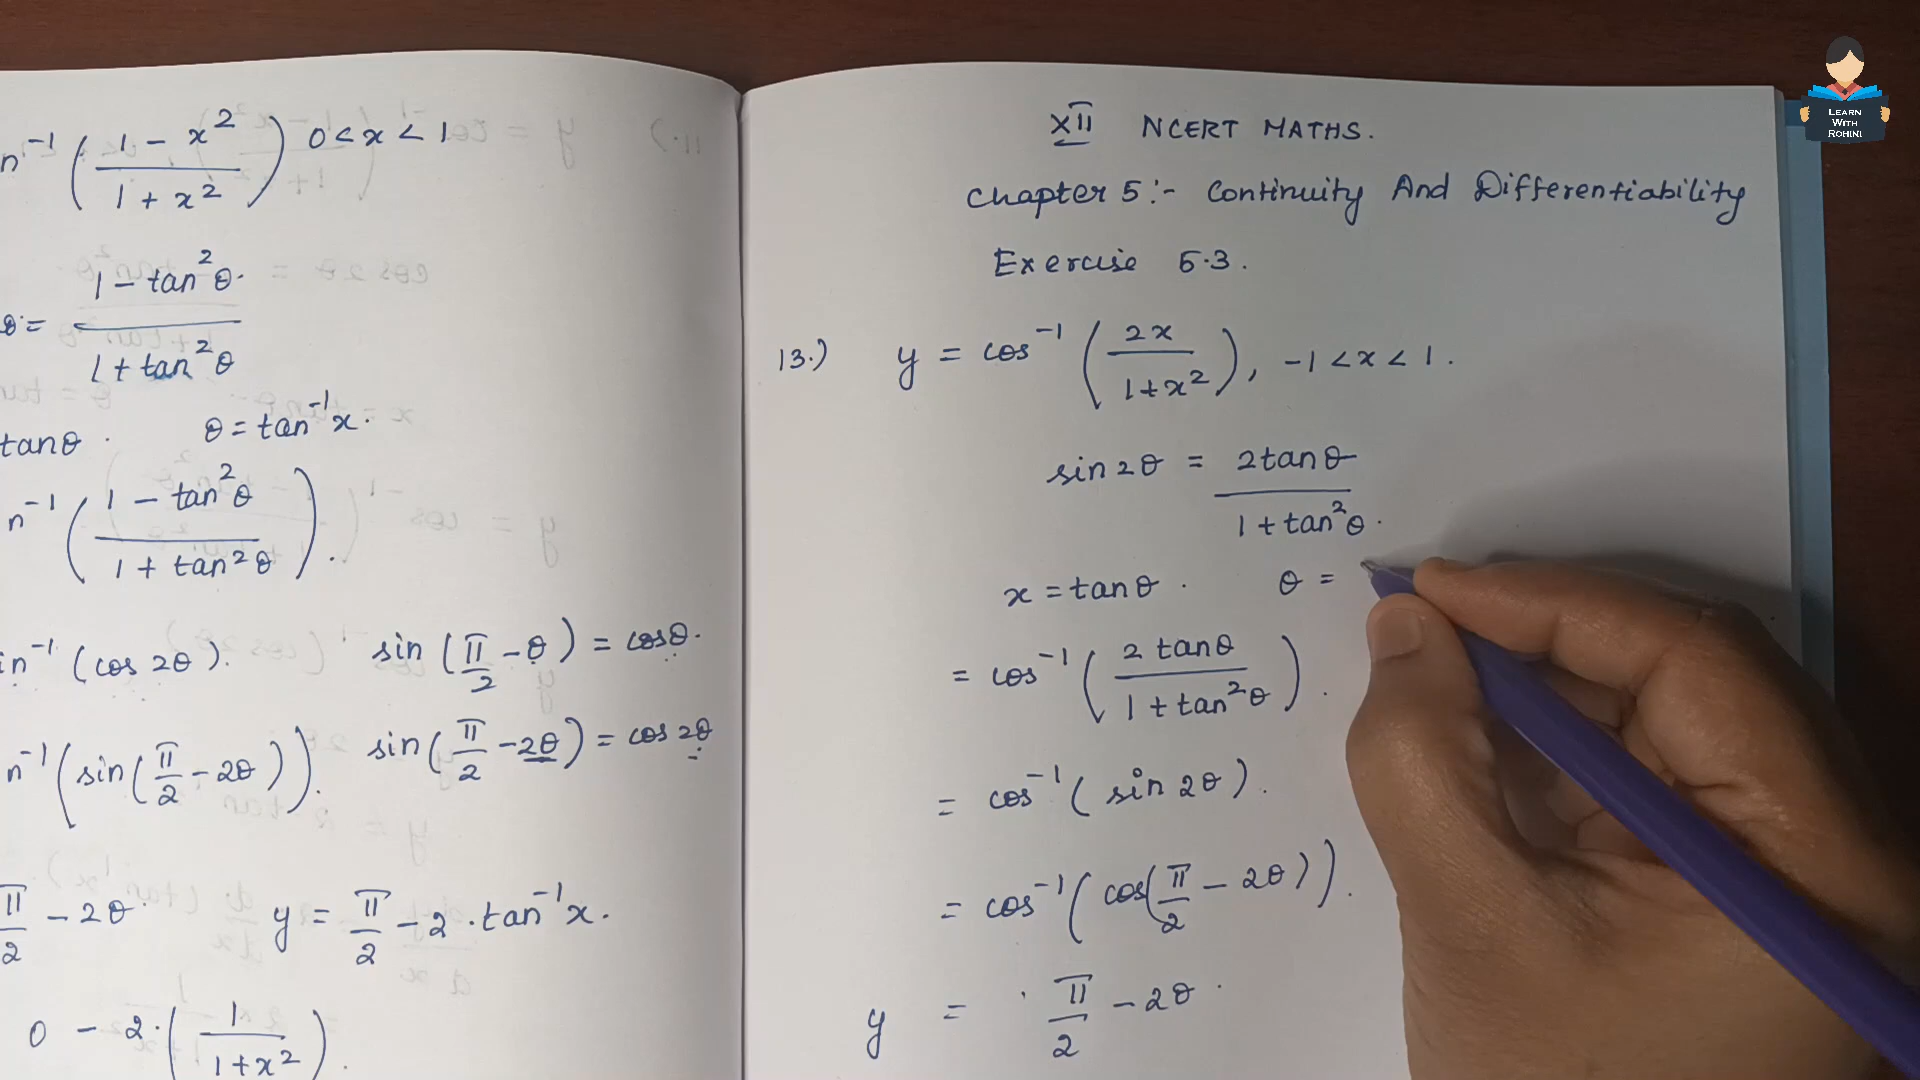 n⁻¹ ( (1 - x²) / (1 + x²) ) 0 < x < 1.
θ = (1 - tan²θ) / (1 + tan²θ)
tanθ . θ = tan⁻¹x.
n⁻¹ ( (1 - tan²θ) / (1 + tan²θ) ).
in⁻¹ (cos 2θ). sin (π/2 - θ) = cosθ.
n⁻¹ (sin (π/2 - 2θ)). sin (π/2 - 2θ) = cos 2θ
π/2 - 2θ. y = π/2 - 2 . tan⁻¹x.
0 - 2 . ( 1 / (1+x²) ).
XII NCERT MATHS.
Chapter 5 :- Continuity And Differentiability
Exercise 5.3.
13.) y = cos⁻¹ ( 2x / (1+x²) ), -1 < x < 1.
sin 2θ = 2tanθ / (1 + tan²θ).
x = tanθ . θ =
= cos⁻¹ ( 2 tanθ / (1 + tan²θ) ).
= cos⁻¹ ( sin 2θ ).
= cos⁻¹ ( cos (π/2 - 2θ) ).
y = π/2 - 2θ.
LEARN
WITH
ROHINI